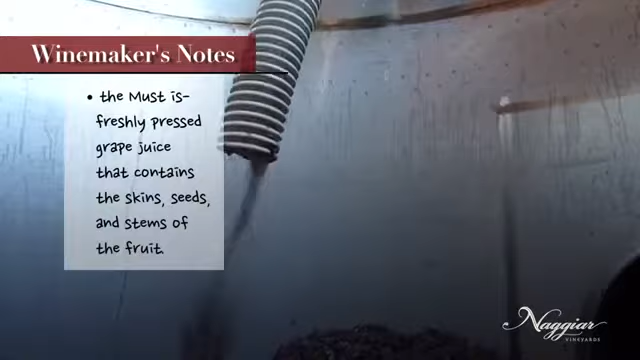 Winemaker's Notes
• the Must is-
freshly pressed
grape juice
that contains
the skins, seeds,
and stems of
the fruit.
Naggiar
VINEYARDS